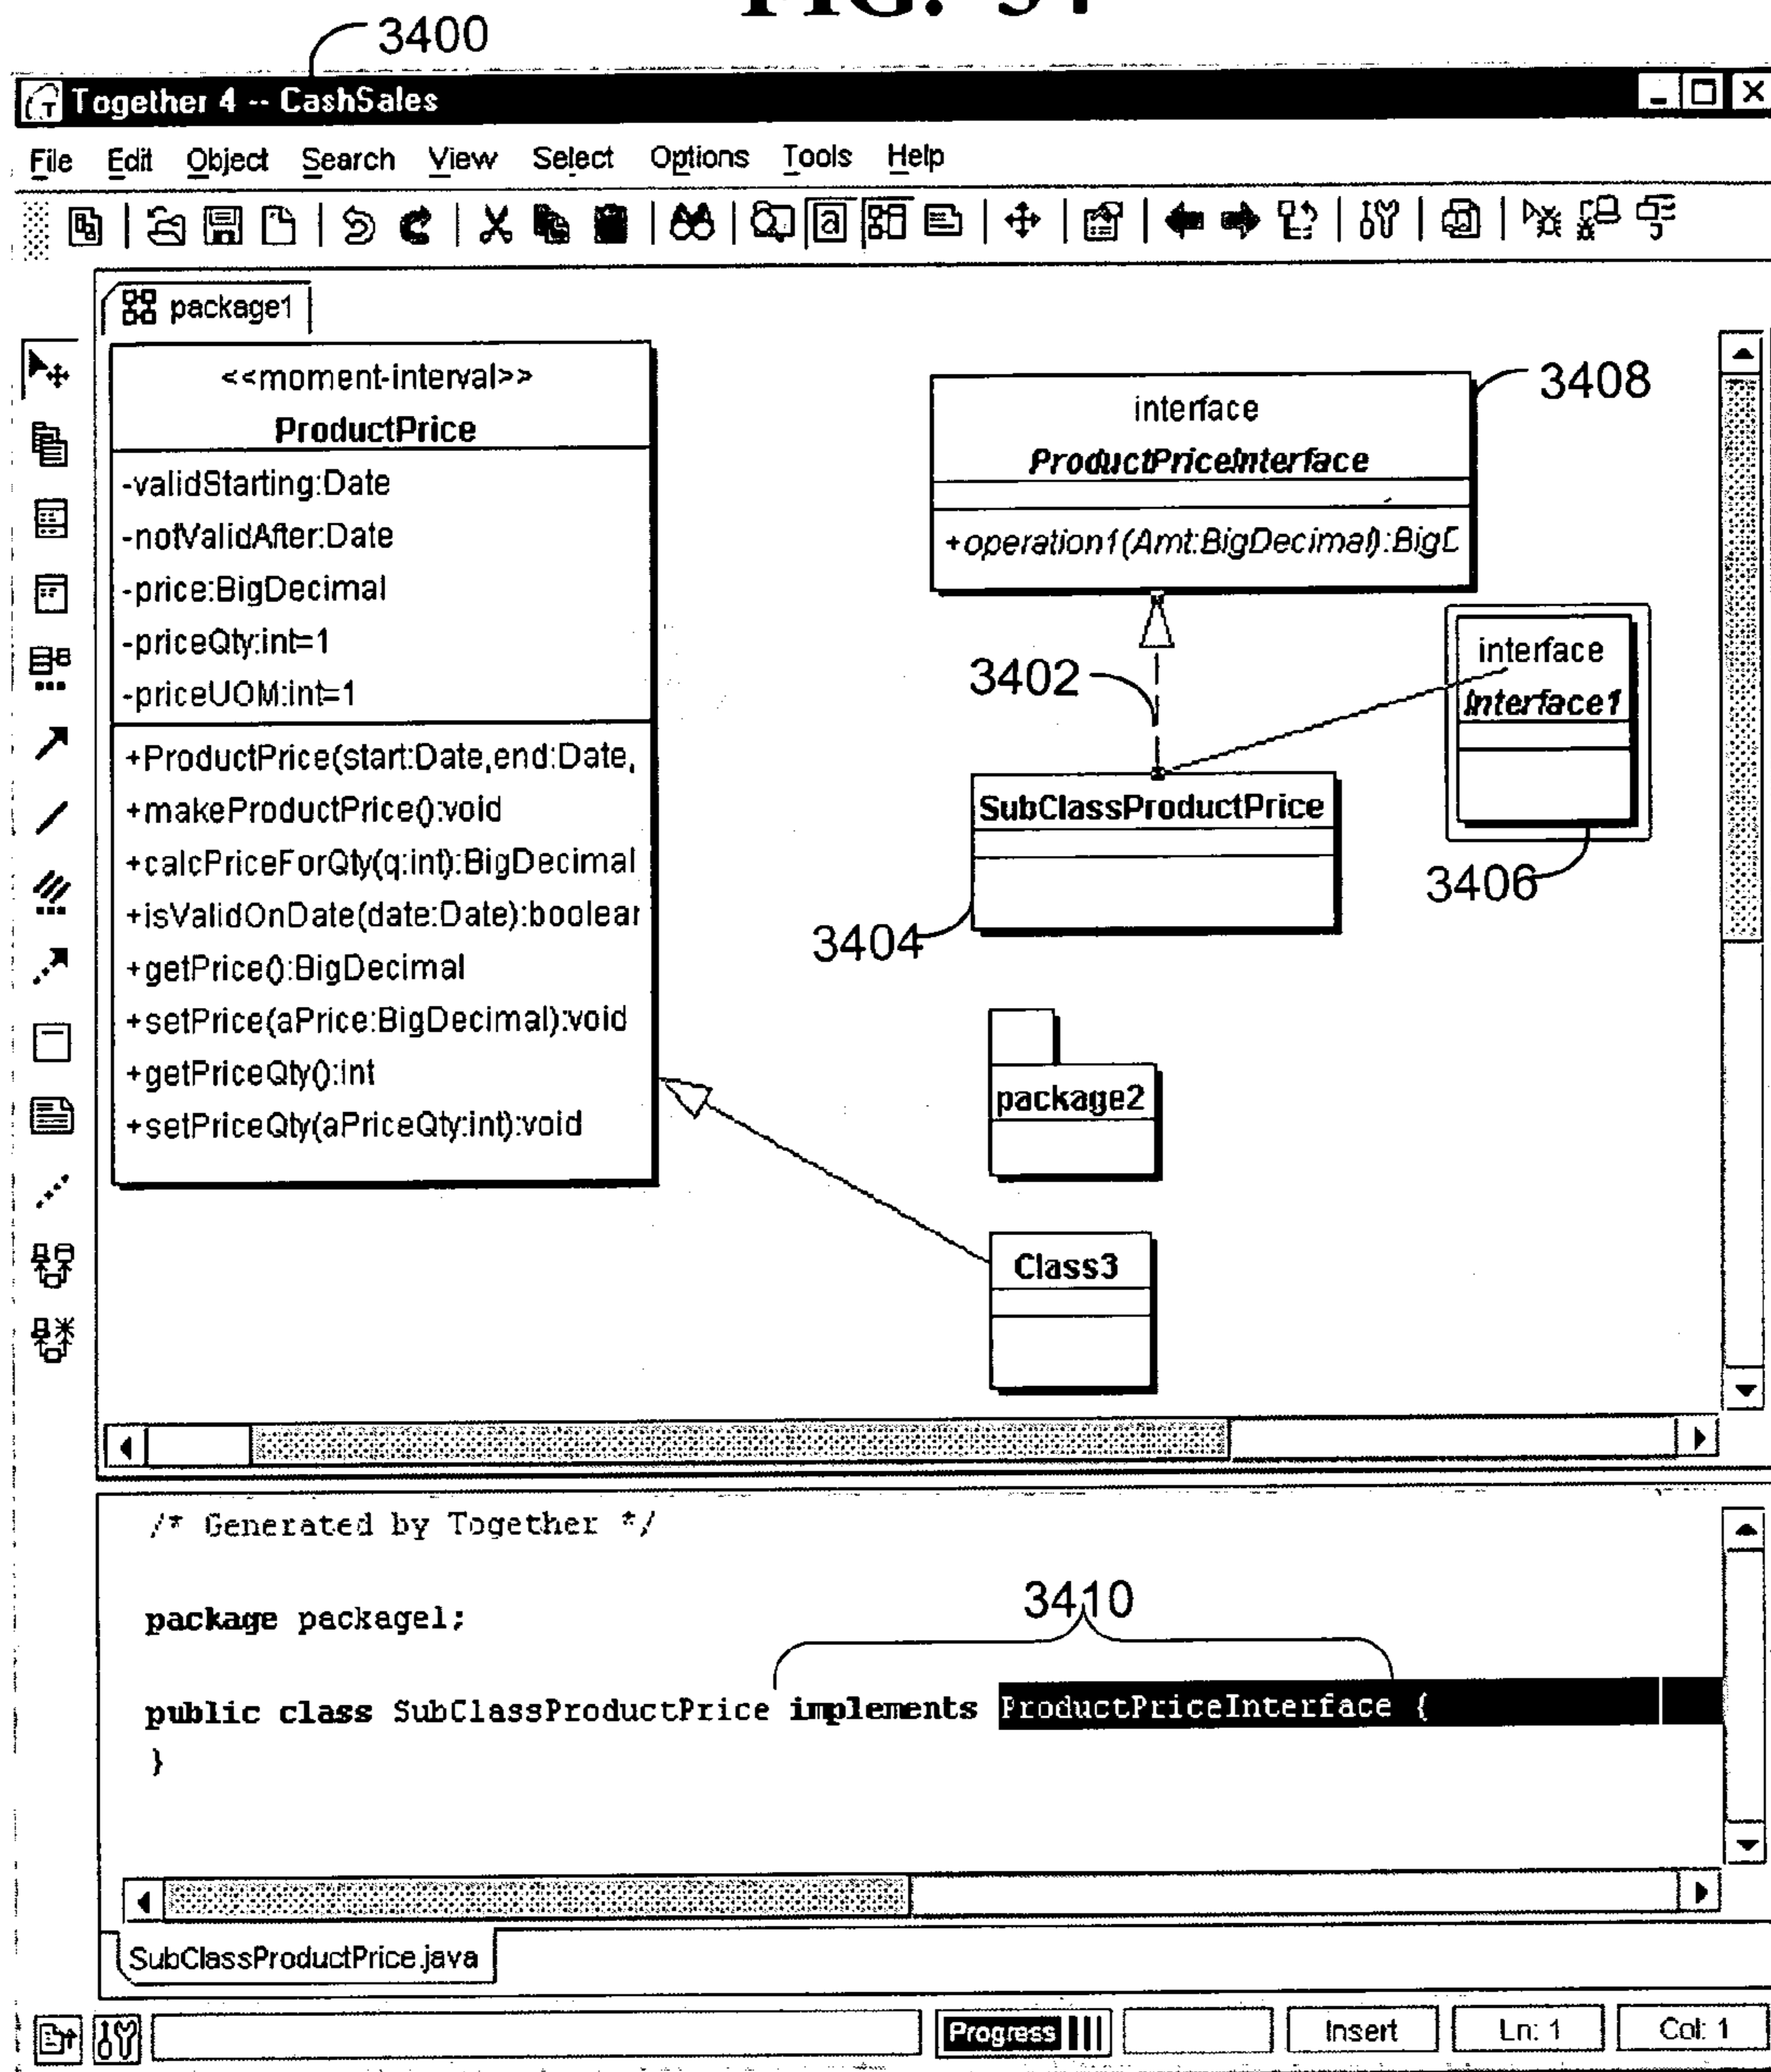 FIG. 34
3400
Together 4 -- CashSales
File Edit Object Search View Select Options Tools Help
package1
<<moment-interval>>
ProductPrice
-validStarting:Date
-notValidAfter:Date
-price:BigDecimal
-priceQty:int=1
-priceUOM:int=1
+ProductPrice(start:Date,end:Date,
+makeProductPrice():void
+calcPriceForQty(q:int):BigDecimal
+isValidOnDate(date:Date):boolean
+getPrice():BigDecimal
+setPrice(aPrice:BigDecimal):void
+getPriceQty():int
+setPriceQty(aPriceQty:int):void
3408
interface
ProductPriceInterface
+operation1(Amt:BigDecimal):BigD
interface
Interface1
3402
3406
SubClassProductPrice
3404
package2
Class3
/* Generated by Together */
package package1;
3410
public class SubClassProductPrice implements ProductPriceInterface {
}
SubClassProductPrice.java
Progress
Insert
Ln: 1
Col: 1